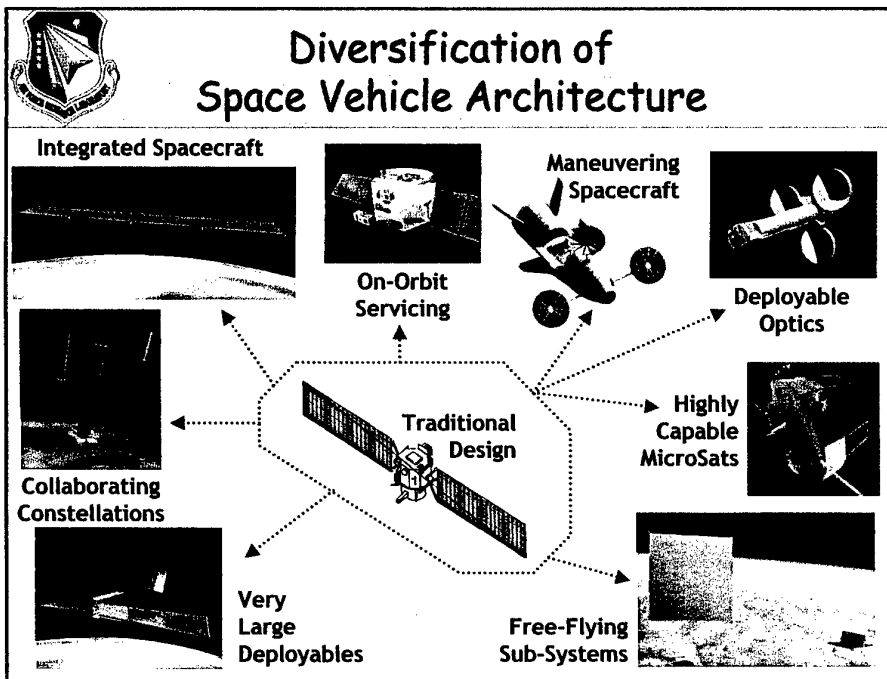 Diversification of
Space Vehicle Architecture
Integrated Spacecraft
On-Orbit
Servicing
Maneuvering
Spacecraft
Deployable
Optics
Traditional
Design
Highly
Capable
MicroSats
Collaborating
Constellations
Very
Large
Deployables
Free-Flying
Sub-Systems